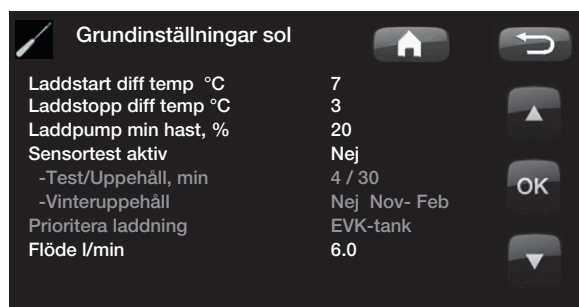 Grundinställningar sol
Laddstart diff temp °C 7
Laddstopp diff temp °C 3
Laddpump min hast, % 20
Sensortest aktiv Nej
-Test/Uppehåll, min 4 / 30
-Vinteruppehåll Nej Nov- Feb
Prioritera laddning EVK-tank
Flöde l/min 6.0
OK